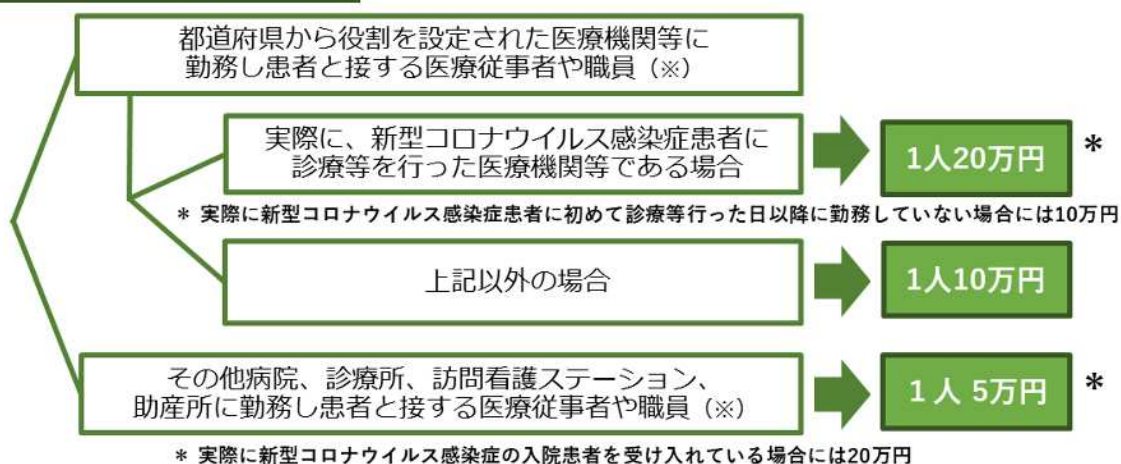 都道府県から役割を設定された医療機関等に
勤務し患者と接する医療従事者や職員（※）
実際に、新型コロナウイルス感染症患者に
診療等を行った医療機関等である場合
1人20万円 *
* 実際に新型コロナウイルス感染症患者に初めて診療等行った日以降に勤務していない場合には10万円
上記以外の場合
1人10万円
その他病院、診療所、訪問看護ステーション、
助産所に勤務し患者と接する医療従事者や職員（※）
1人 5万円 *
* 実際に新型コロナウイルス感染症の入院患者を受け入れている場合には20万円